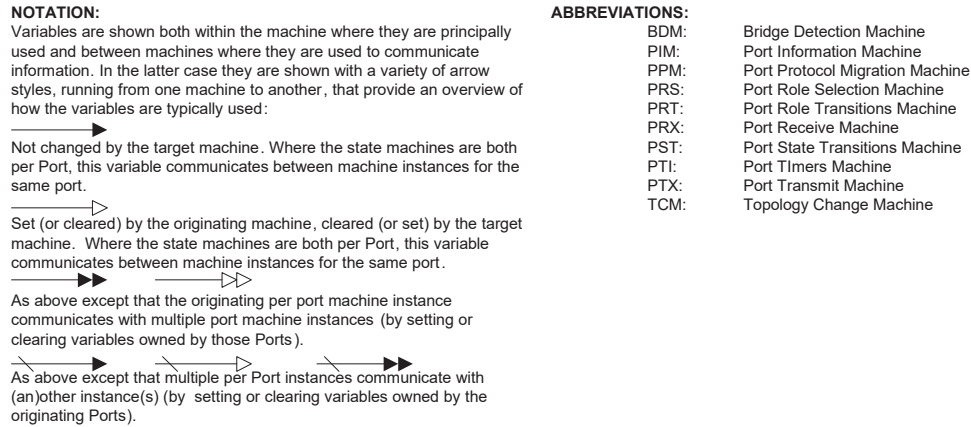 NOTATION:
Variables are shown both within the machine where they are principally
used and between machines where they are used to communicate
information. In the latter case they are shown with a variety of arrow
styles, running from one machine to another, that provide an overview of
how the variables are typically used:
Not changed by the target machine. Where the state machines are both
per Port, this variable communicates between machine instances for the
same port.
Set (or cleared) by the originating machine, cleared (or set) by the target
machine. Where the state machines are both per Port, this variable
communicates between machine instances for the same port.
As above except that the originating per port machine instance
communicates with multiple port machine instances (by setting or
clearing variables owned by those Ports).
As above except that multiple per Port instances communicate with
(an)other instance(s) (by setting or clearing variables owned by the
originating Ports).
ABBREVIATIONS:
BDM: Bridge Detection Machine
PIM: Port Information Machine
PPM: Port Protocol Migration Machine
PRS: Port Role Selection Machine
PRT: Port Role Transitions Machine
PRX: Port Receive Machine
PST: Port State Transitions Machine
PTI: Port TImers Machine
PTX: Port Transmit Machine
TCM: Topology Change Machine